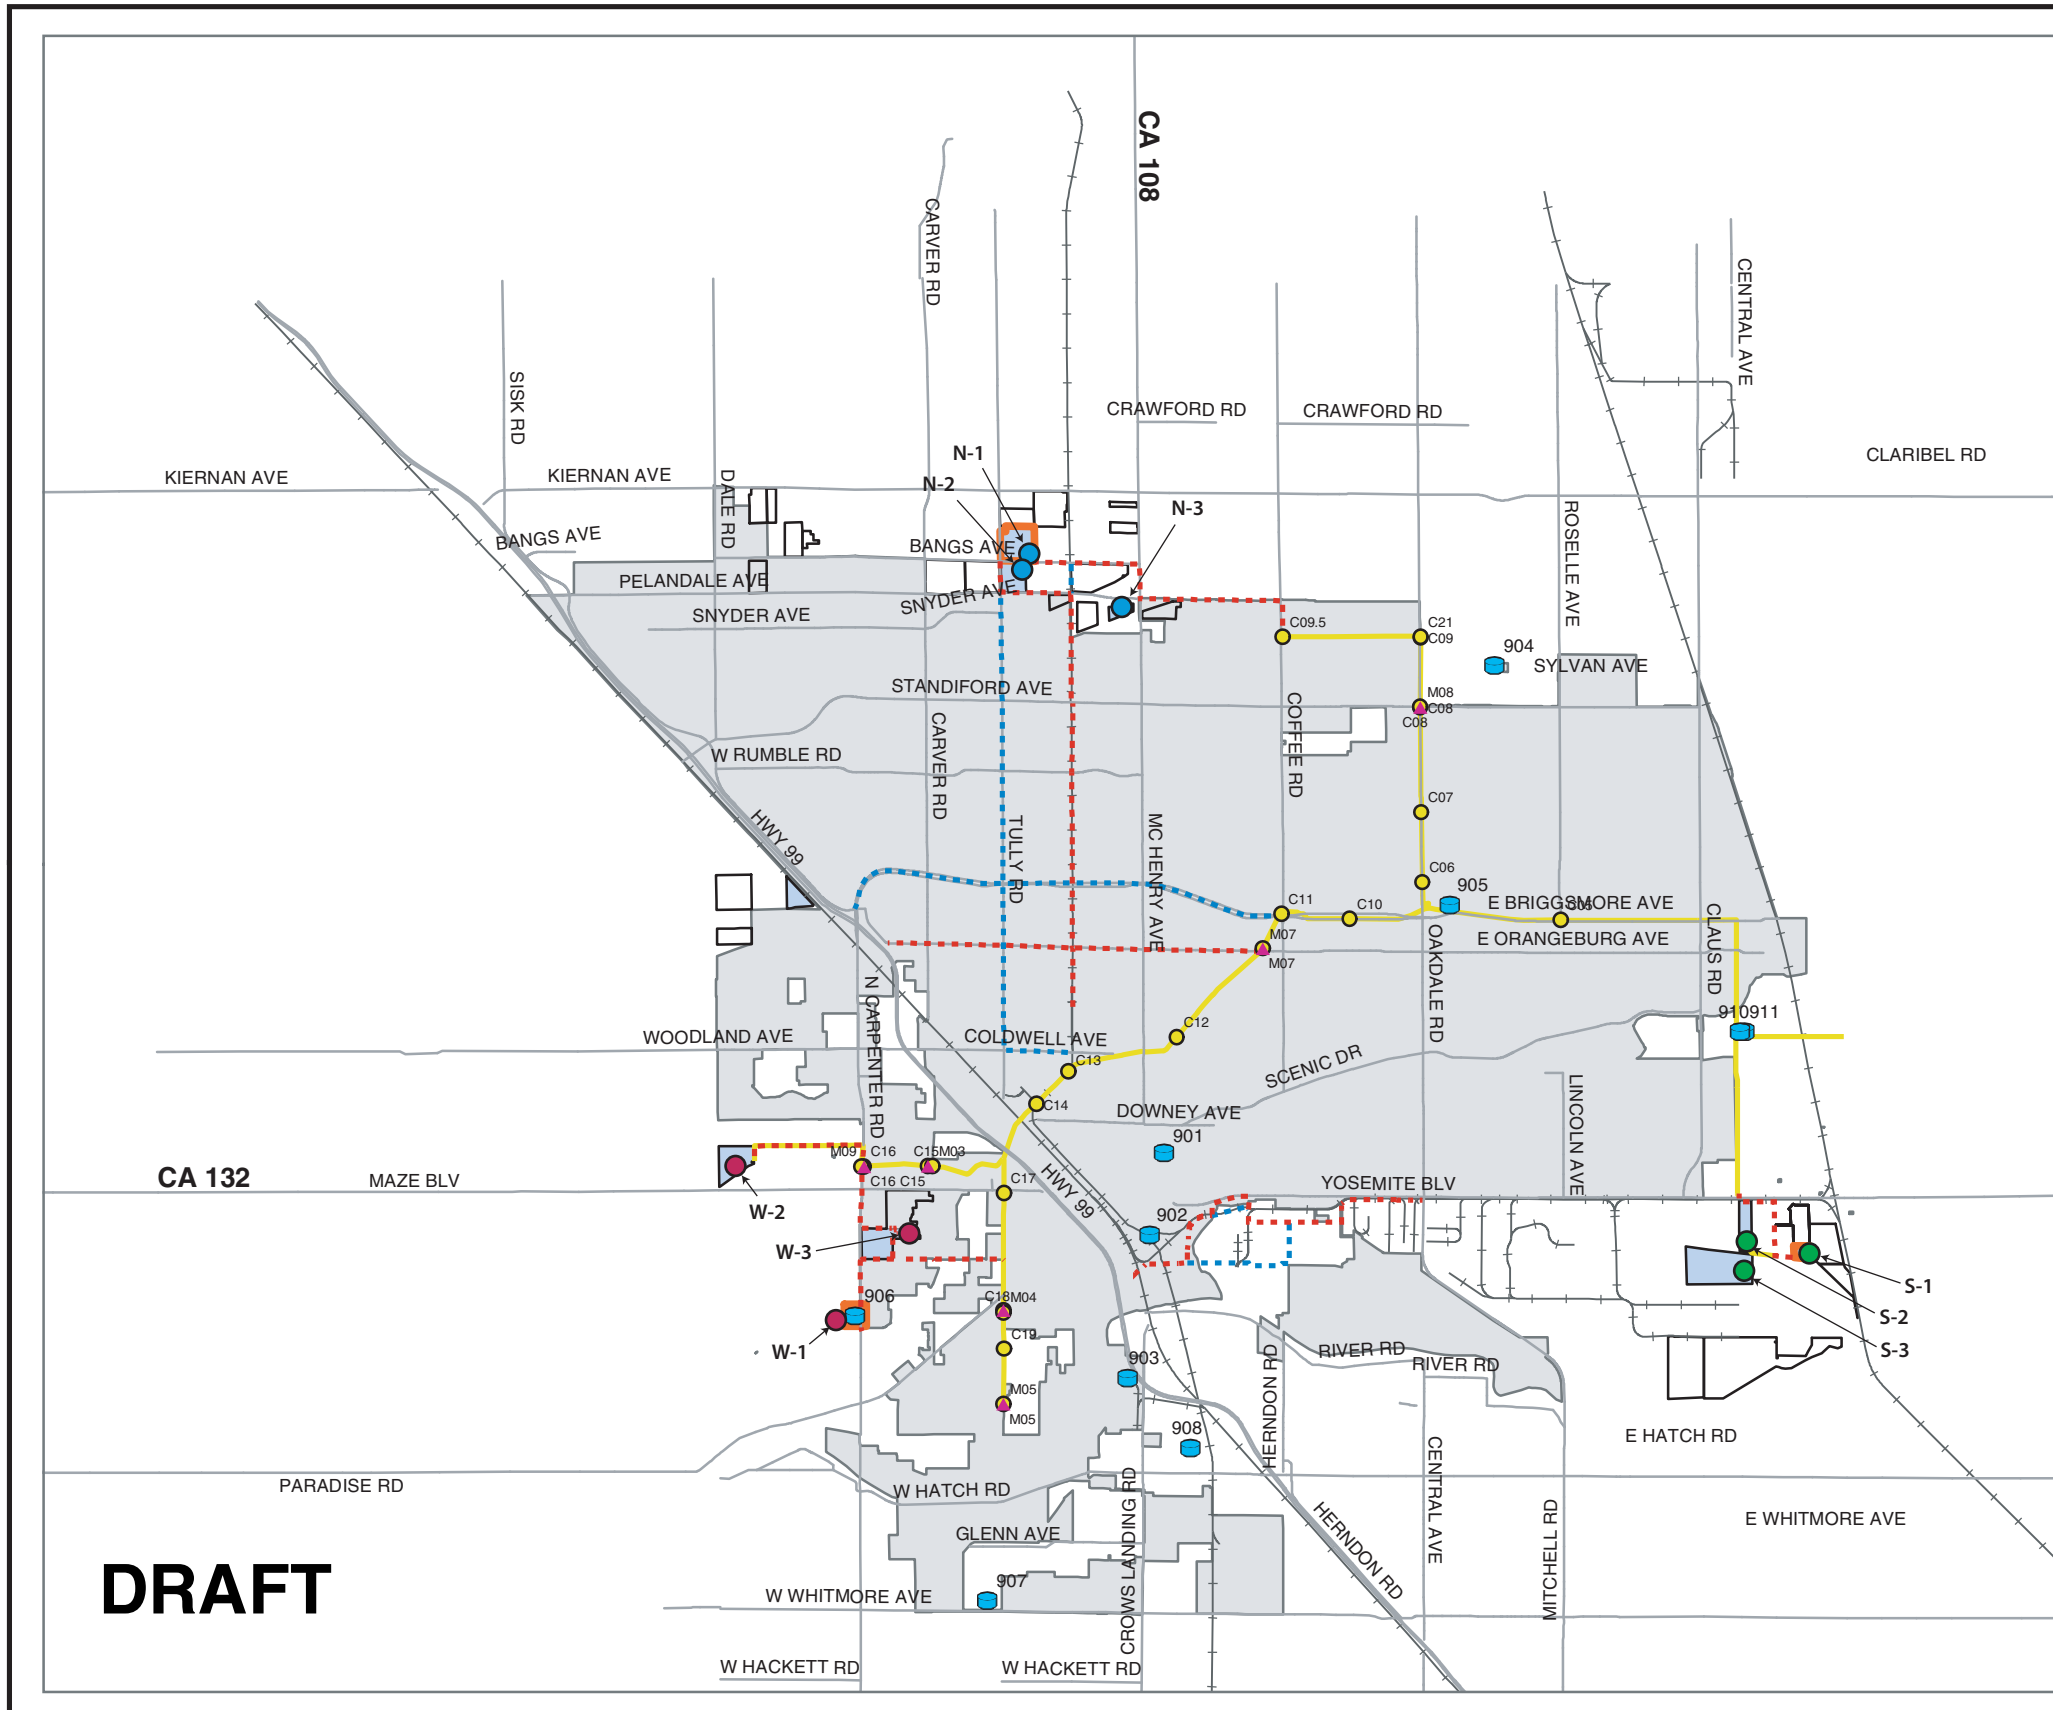 CA 108
CARVER RD
CENTRAL AVE
SISK RD
CRAWFORD RD
CRAWFORD RD
N-1
CLARIBEL RD
KIERNAN AVE
KIERNAN AVE
DALE RD
N-2
N-3
ROSELLE AVE
BANGS AVE
BANGS AVE
PELANDALE AVE
SNYDER AVE
SNYDER AVE
C09.5
C21
C09
904
SYLVAN AVE
STANDIFORD AVE
M08
C08
C08
COFFEE RD
CARVER RD
W RUMBLE RD
HWY 99
TULLY RD
MC HENRY AVE
C07
C06
905
E BRIGGSMORE AVE
C05
C11
C10
CLAUS RD
M07
E ORANGEBURG AVE
OAKDALE RD
M07
N CARPENTER RD
910911
C12
WOODLAND AVE
COLDWELL AVE
C13
SCENIC DR
LINCOLN AVE
C14
DOWNEY AVE
901
M09
C16
C15M03
CA 132
MAZE BLV
C16 C15
HWY 99
C17
YOSEMITE BLV
W-2
902
W-3
S-1
906
C18M04
S-2
C19
W-1
903
HERNDON RD
RIVER RD
RIVER RD
S-3
M05
M05
908
E HATCH RD
CENTRAL AVE
PARADISE RD
W HATCH RD
CROWS LANDING RD
HERNDON RD
MITCHELL RD
E WHITMORE AVE
GLENN AVE
DRAFT
907
W WHITMORE AVE
W HACKETT RD
W HACKETT RD